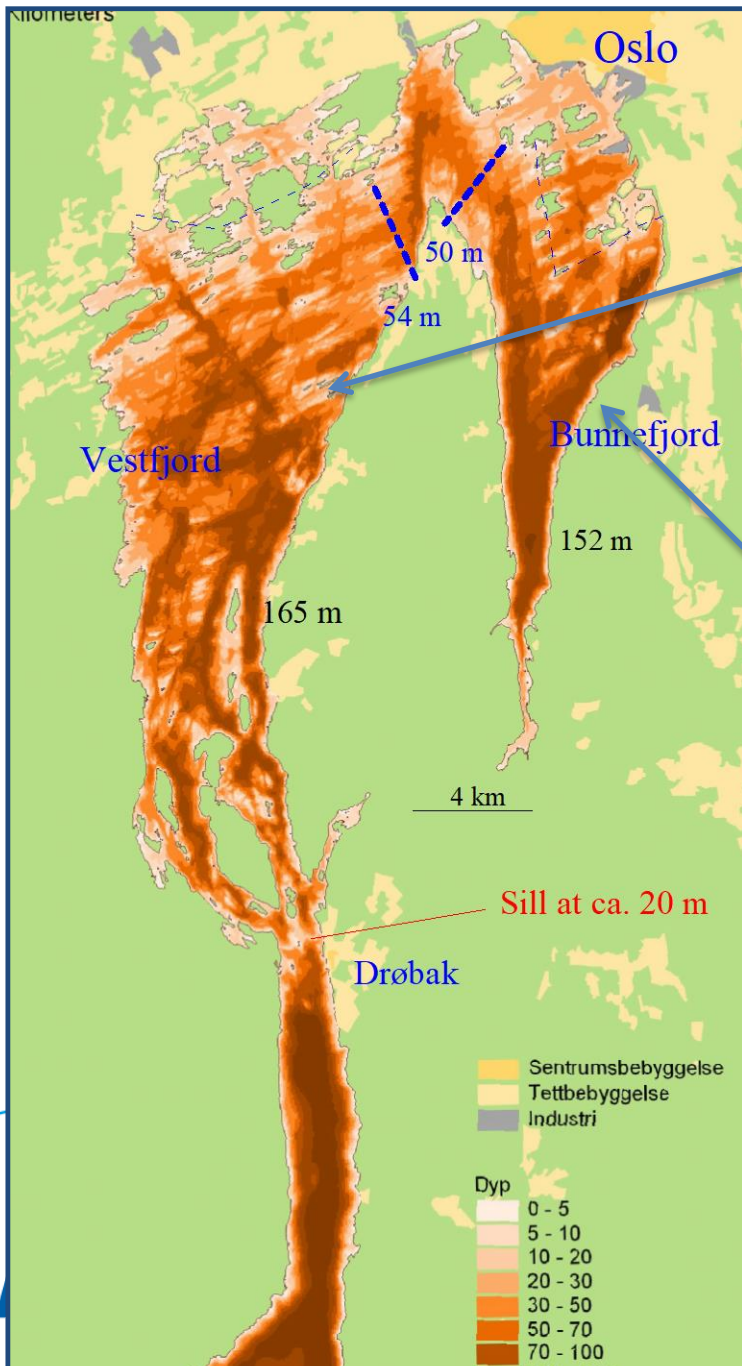 Kilometers
Oslo
50 m
54 m
Vestfjord
Bunnefjord
152 m
165 m
4 km
Sill at ca. 20 m
Drøbak
Sentrumsbebyggelse
Tettbebyggelse
Industri
Dyp
0 - 5
5 - 10
10 - 20
20 - 30
30 - 50
50 - 70
70 - 100